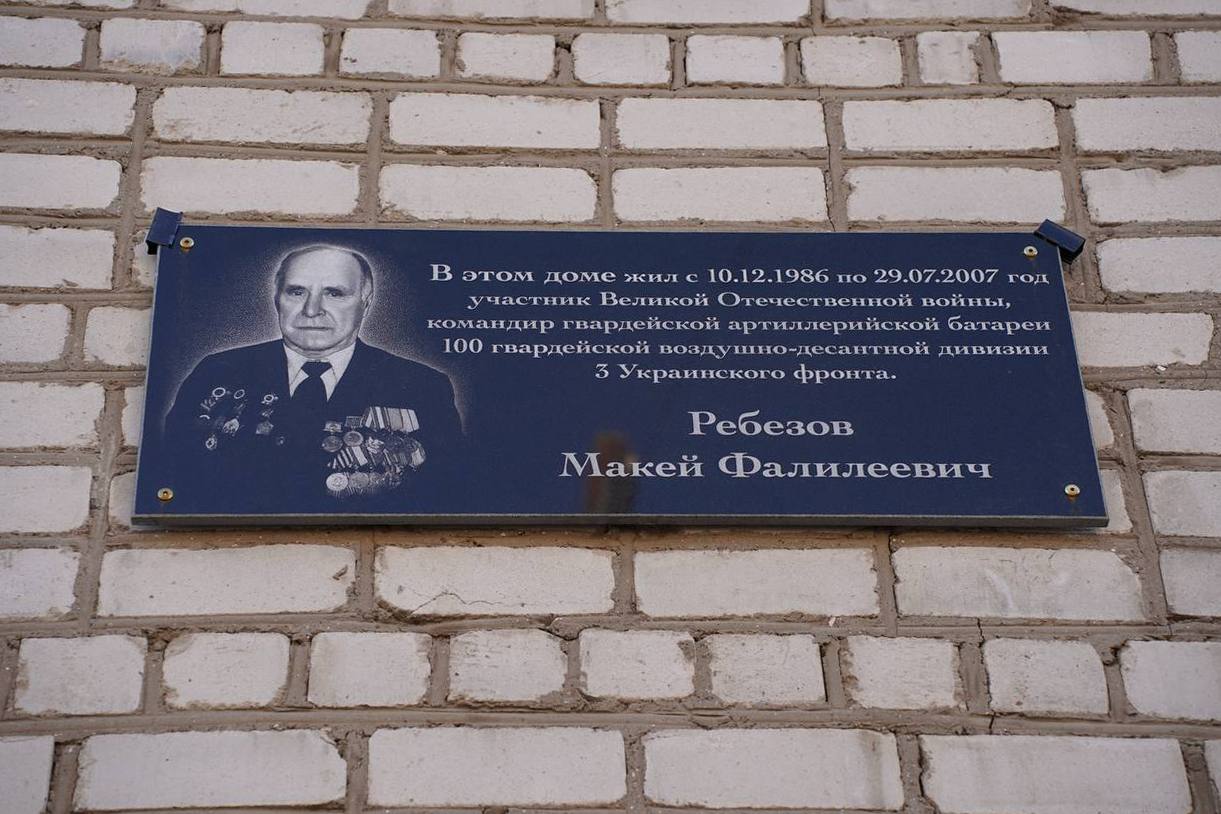 В этом доме жил с 10.12.1986 по 29.07.2007 год
участник Великой Отечественной войны,
командир гвардейской артиллерийской батареи
100 гвардейской воздушно-десантной дивизии
3 Украинского фронта.
Ребезов
Макей Фалилеевич